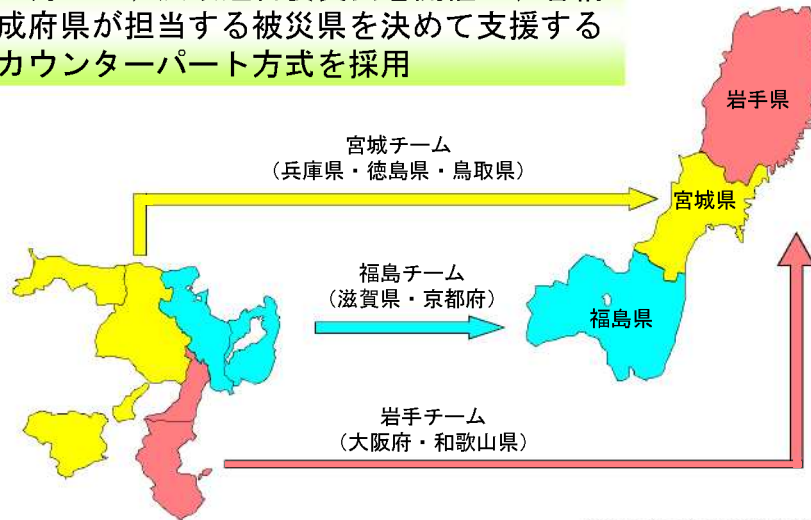 成府県が担当する被災県を決めて支援する
カウンターパート方式を採用
岩手県
宮城チーム
（兵庫県・徳島県・鳥取県）
宮城県
福島チーム
（滋賀県・京都府）
福島県
岩手チーム
（大阪府・和歌山県）